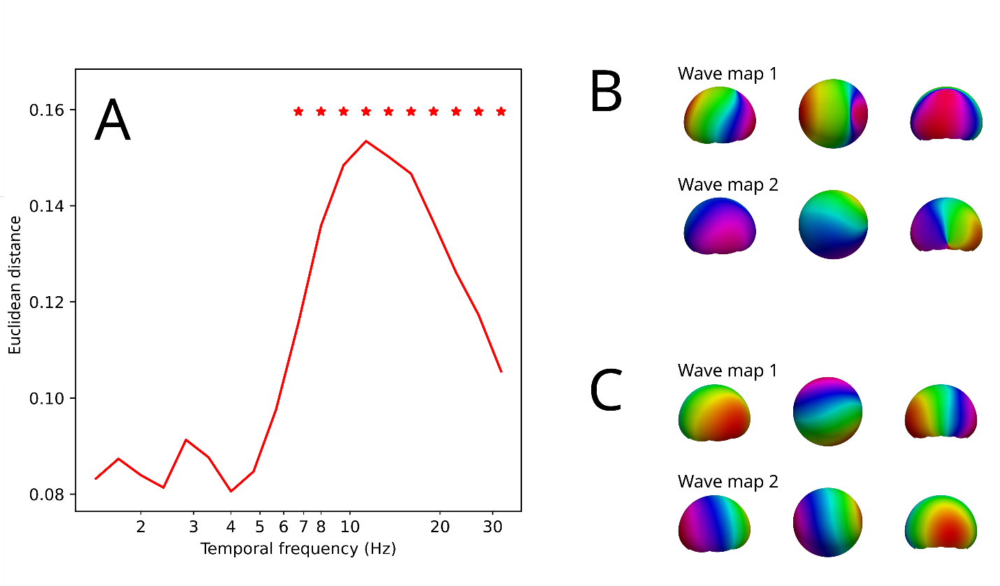 A
0.16
0.14
0.12
0.10
0.08
Euclidean distance
2 3 4 5 6 7 8 10 20 30
Temporal frequency (Hz)
B
Wave map 1
Wave map 2
C
Wave map 1
Wave map 2